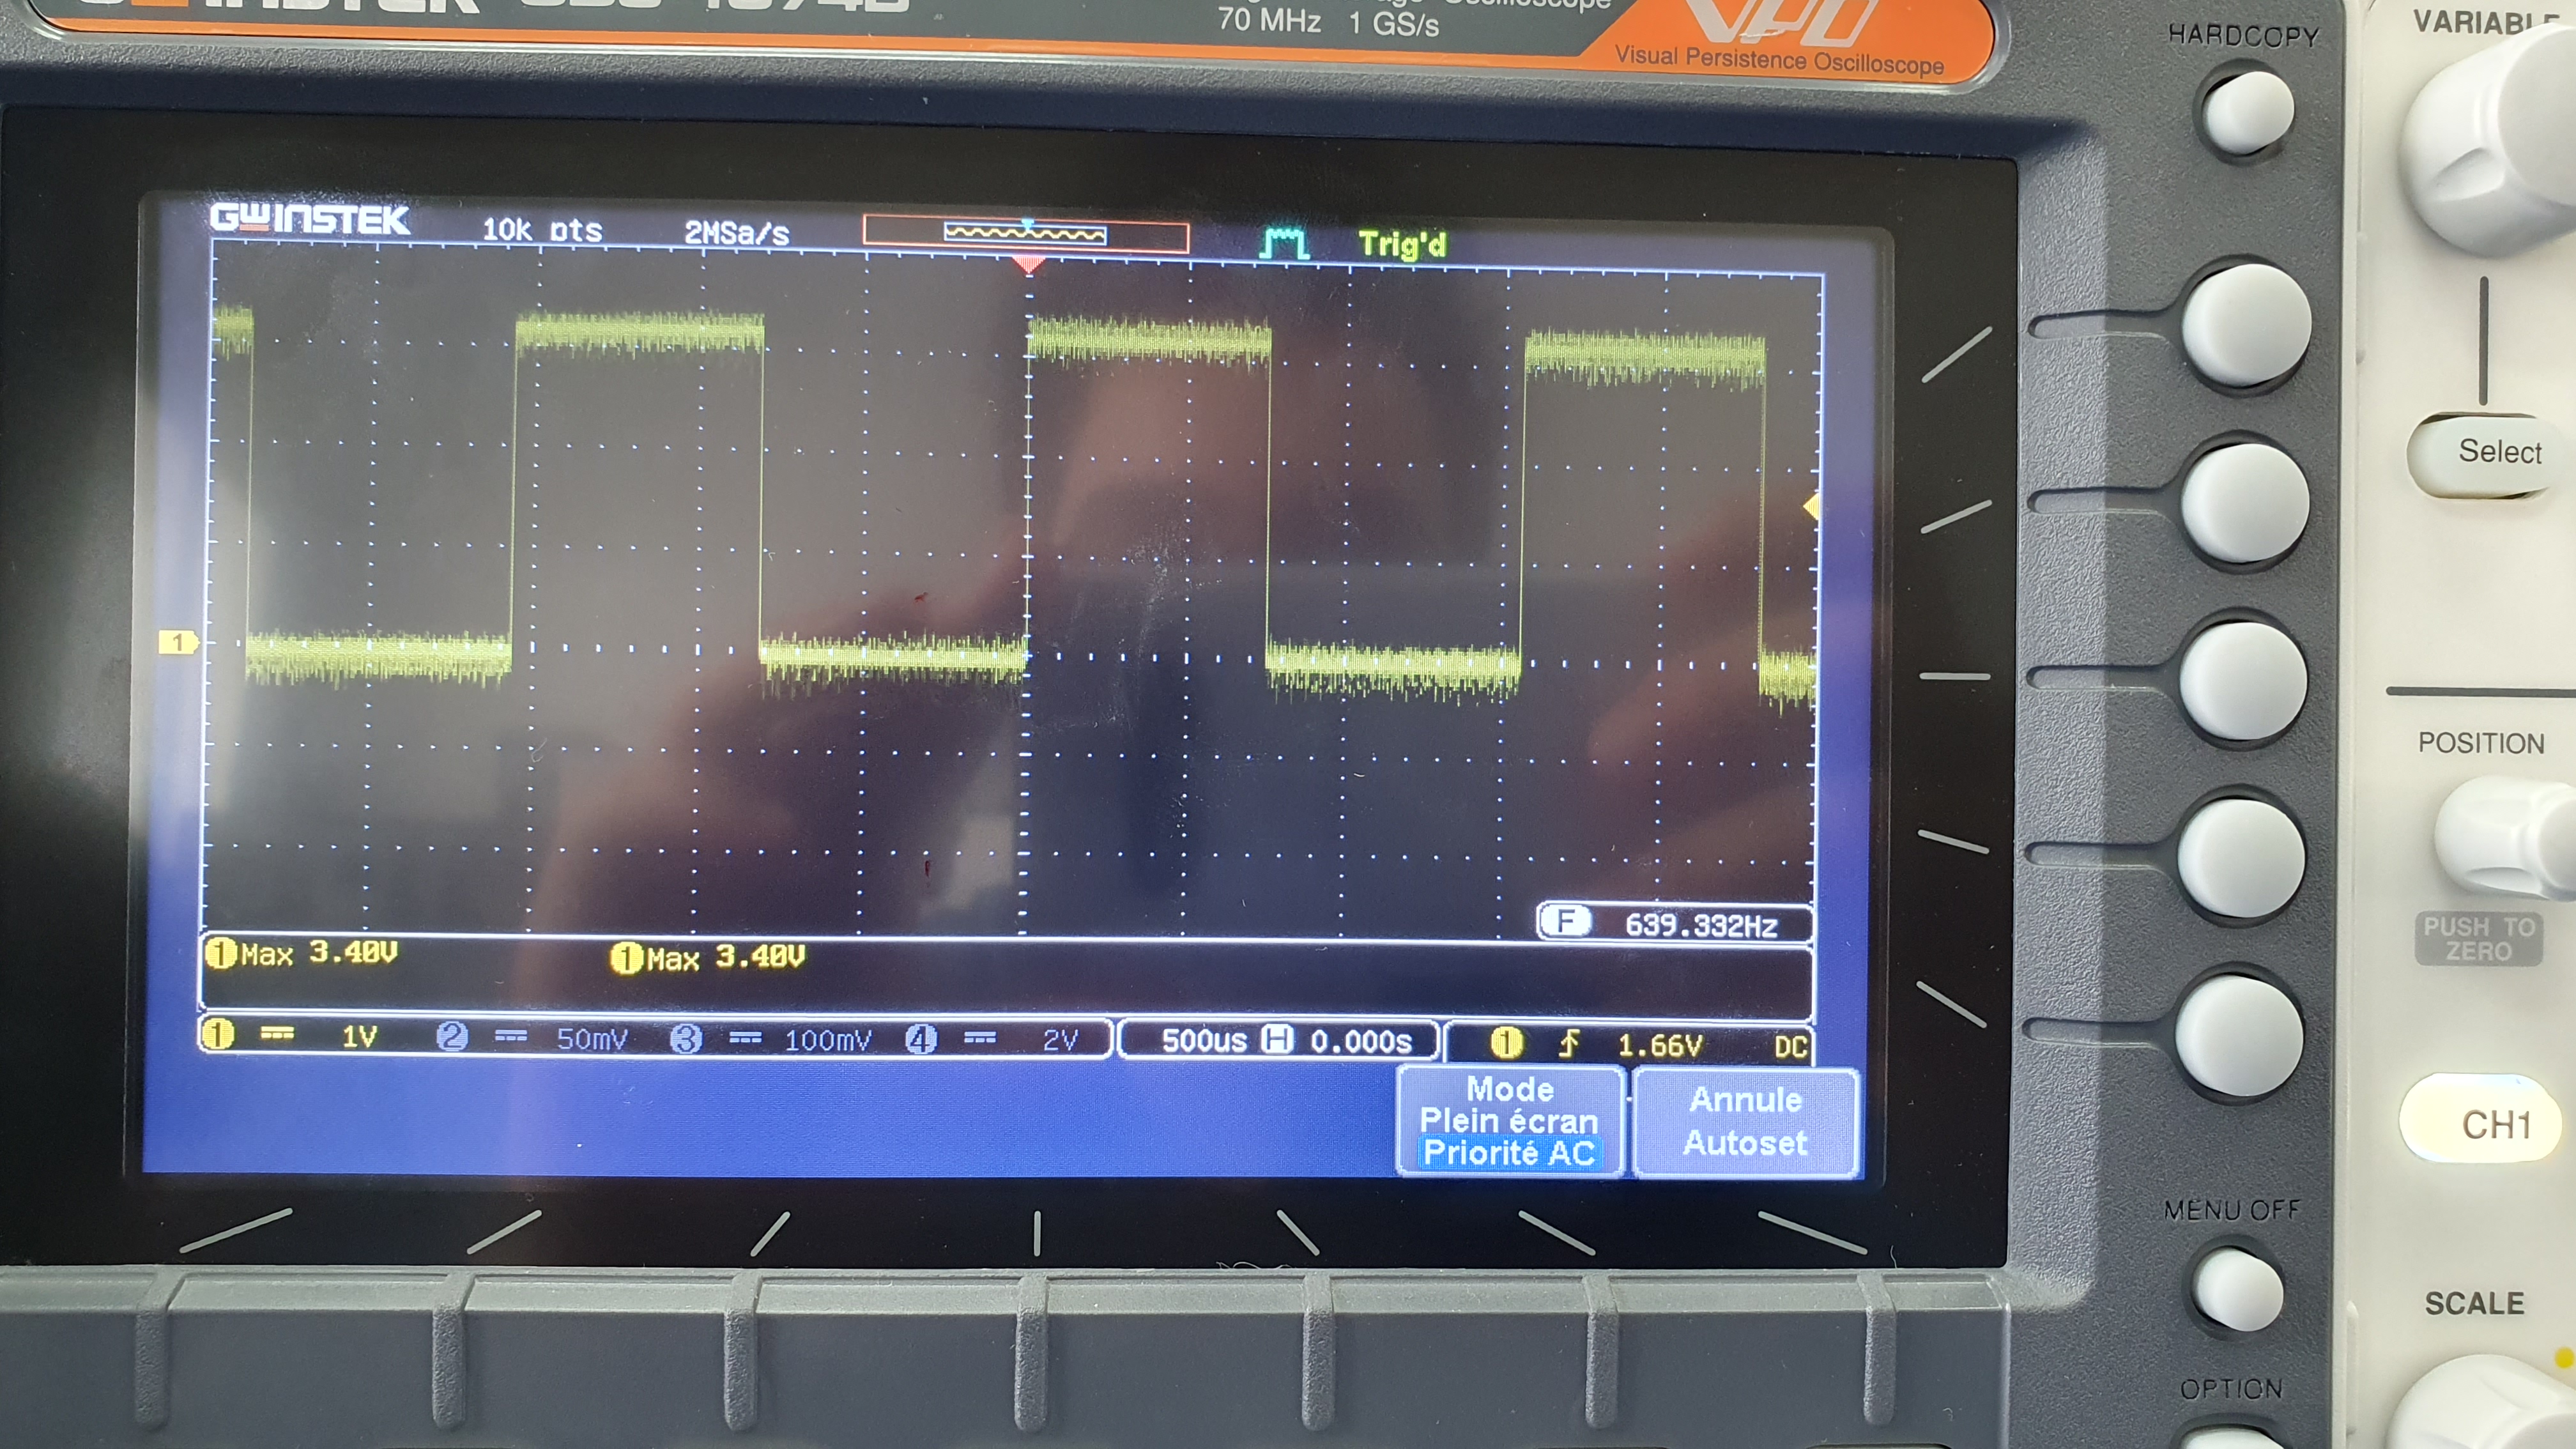 70 MHz 1 GS/s
Visual Persistence Oscilloscope
HARDCOPY
GWINSTEK 10k pts 2MSa/s Trig'd
Select
1
POSITION
PUSH TO
ZERO
F 639.332Hz
1 Max 3.40V 1 Max 3.40V
1 1V 2 50mV 3 100mV 4 2V 500us H 0.000s 1 1.66V DC
Mode
Plein écran
Priorité AC
Annule
Autoset
CH1
MENU OFF
SCALE
OPTION